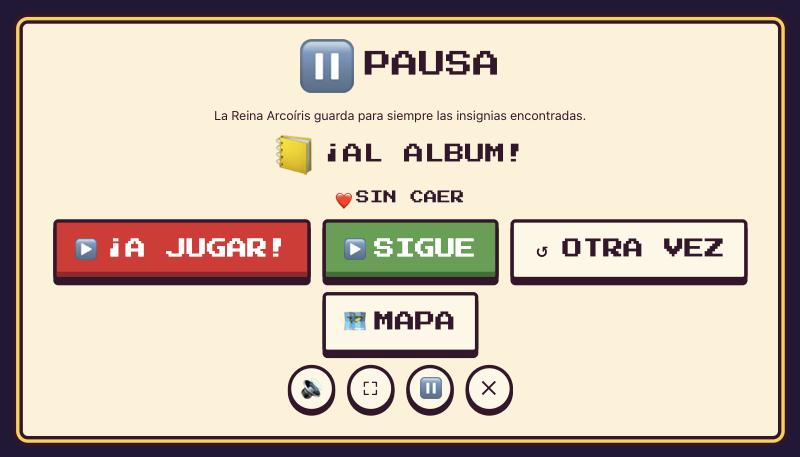 PAUSA
La Reina Arcoíris guarda para siempre las insignias encontradas.
¡AL ALBUM!
SIN CAER
¡A JUGAR!
SIGUE
OTRA VEZ
MAPA